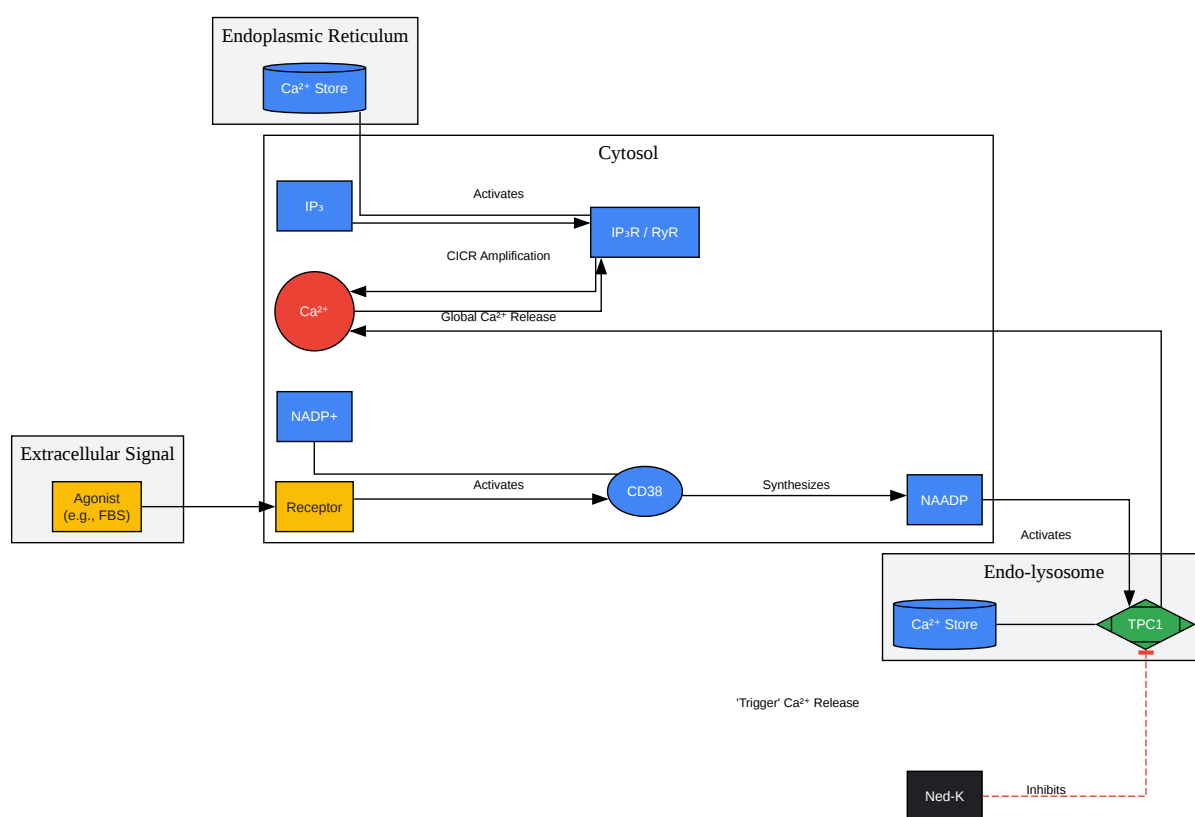 Endoplasmic Reticulum
Ca²⁺ Store
Cytosol
IP₃
Activates
IP₃R / RyR
CICR Amplification
Ca²⁺
Global Ca²⁺ Release
NADP+
Extracellular Signal
Agonist
(e.g., FBS)
Receptor
Activates
CD38
Synthesizes
NAADP
Activates
Endo-lysosome
Ca²⁺ Store
TPC1
'Trigger' Ca²⁺ Release
Ned-K
Inhibits